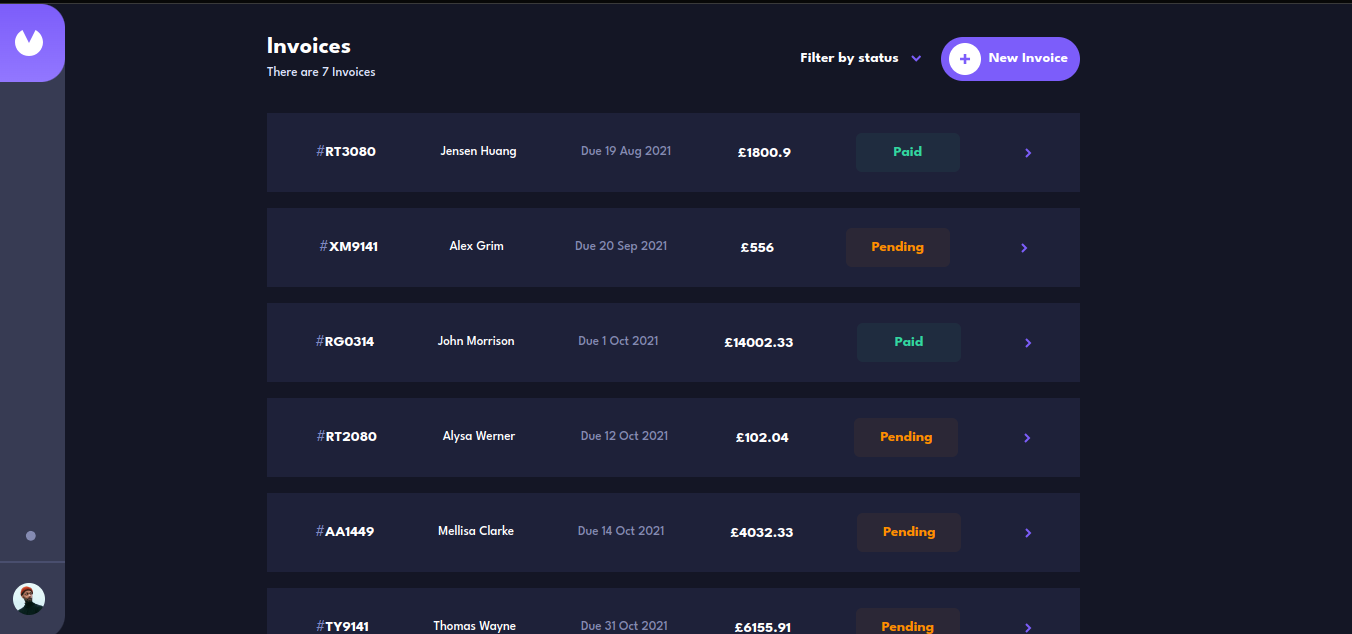 Invoices
There are 7 Invoices
Filter by status
New Invoice
#RT3080 Jensen Huang Due 19 Aug 2021 £1800.9 Paid
#XM9141 Alex Grim Due 20 Sep 2021 £556 Pending
#RG0314 John Morrison Due 1 Oct 2021 £14002.33 Paid
#RT2080 Alysa Werner Due 12 Oct 2021 £102.04 Pending
#AA1449 Mellisa Clarke Due 14 Oct 2021 £4032.33 Pending
#TY9141 Thomas Wayne Due 31 Oct 2021 £6155.91 Pending